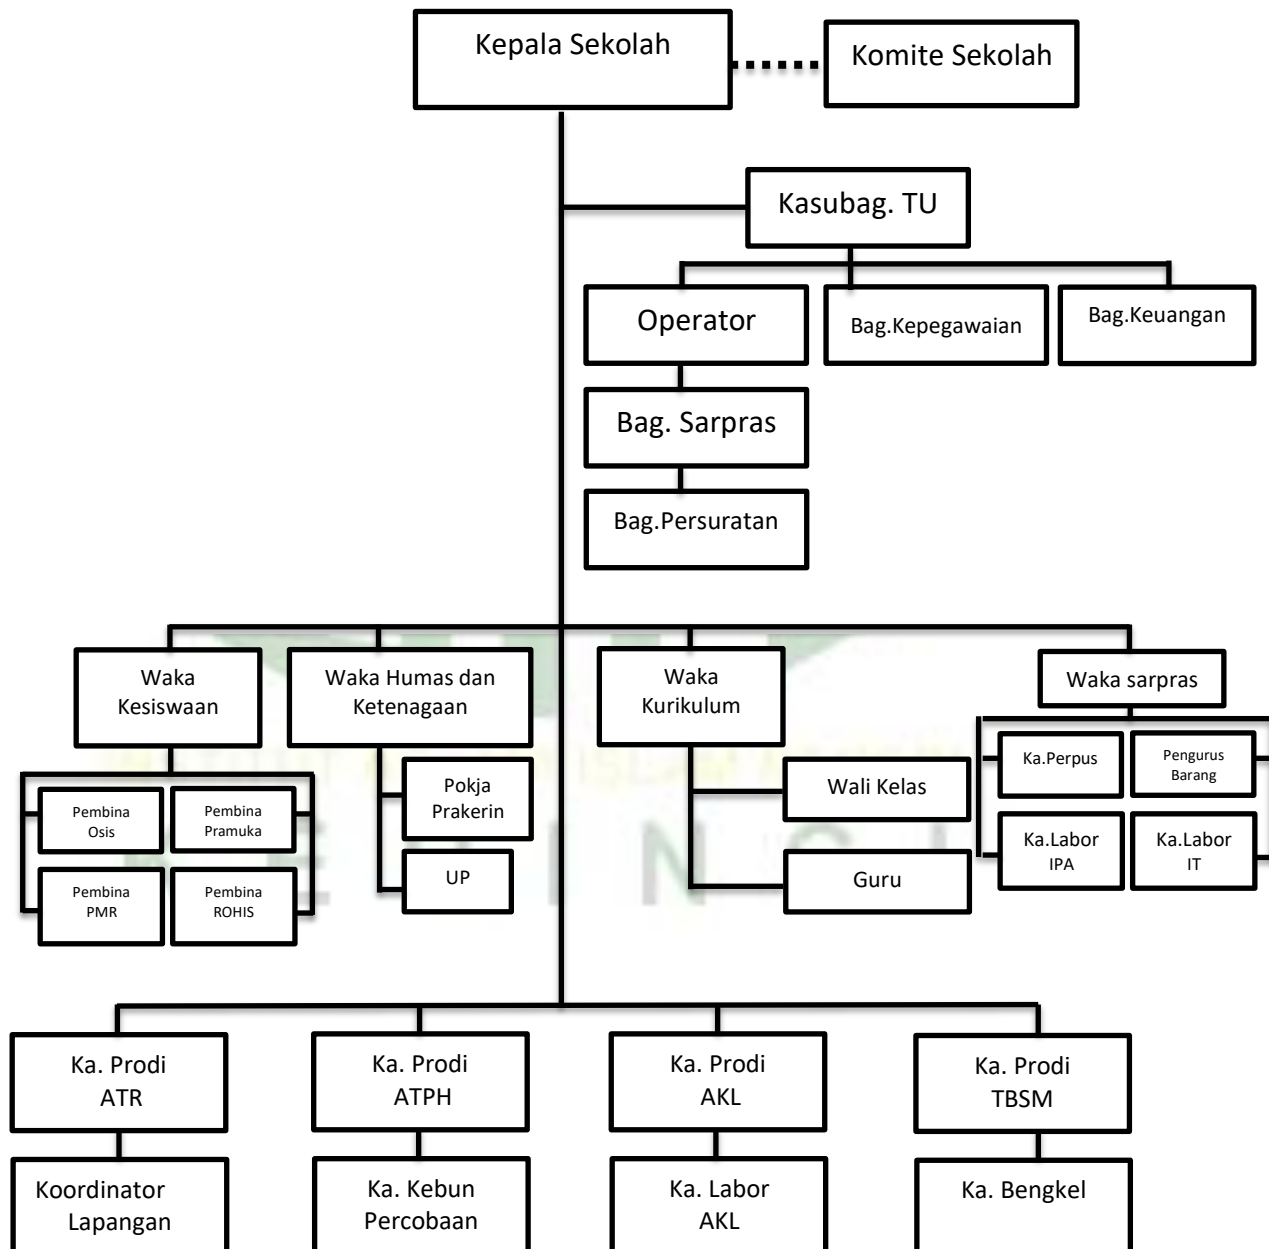 Kepala Sekolah
Komite Sekolah
Kasubag. TU
Operator
Bag.Kepegawaian
Bag.Keuangan
Bag. Sarpras
Bag.Persuratan
Waka
Kesiswaan
Waka Humas dan
Ketenagaan
Waka
Kurikulum
Waka sarpras
Pembina
Osis
Pembina
Pramuka
Pembina
PMR
Pembina
ROHIS
Pokja
Prakerin
UP
Wali Kelas
Guru
Ka.Perpus
Pengurus
Barang
Ka.Labor
IPA
Ka.Labor
IT
Ka. Prodi
ATR
Ka. Prodi
ATPH
Ka. Prodi
AKL
Ka. Prodi
TBSM
Koordinator
Lapangan
Ka. Kebun
Percobaan
Ka. Labor
AKL
Ka. Bengkel